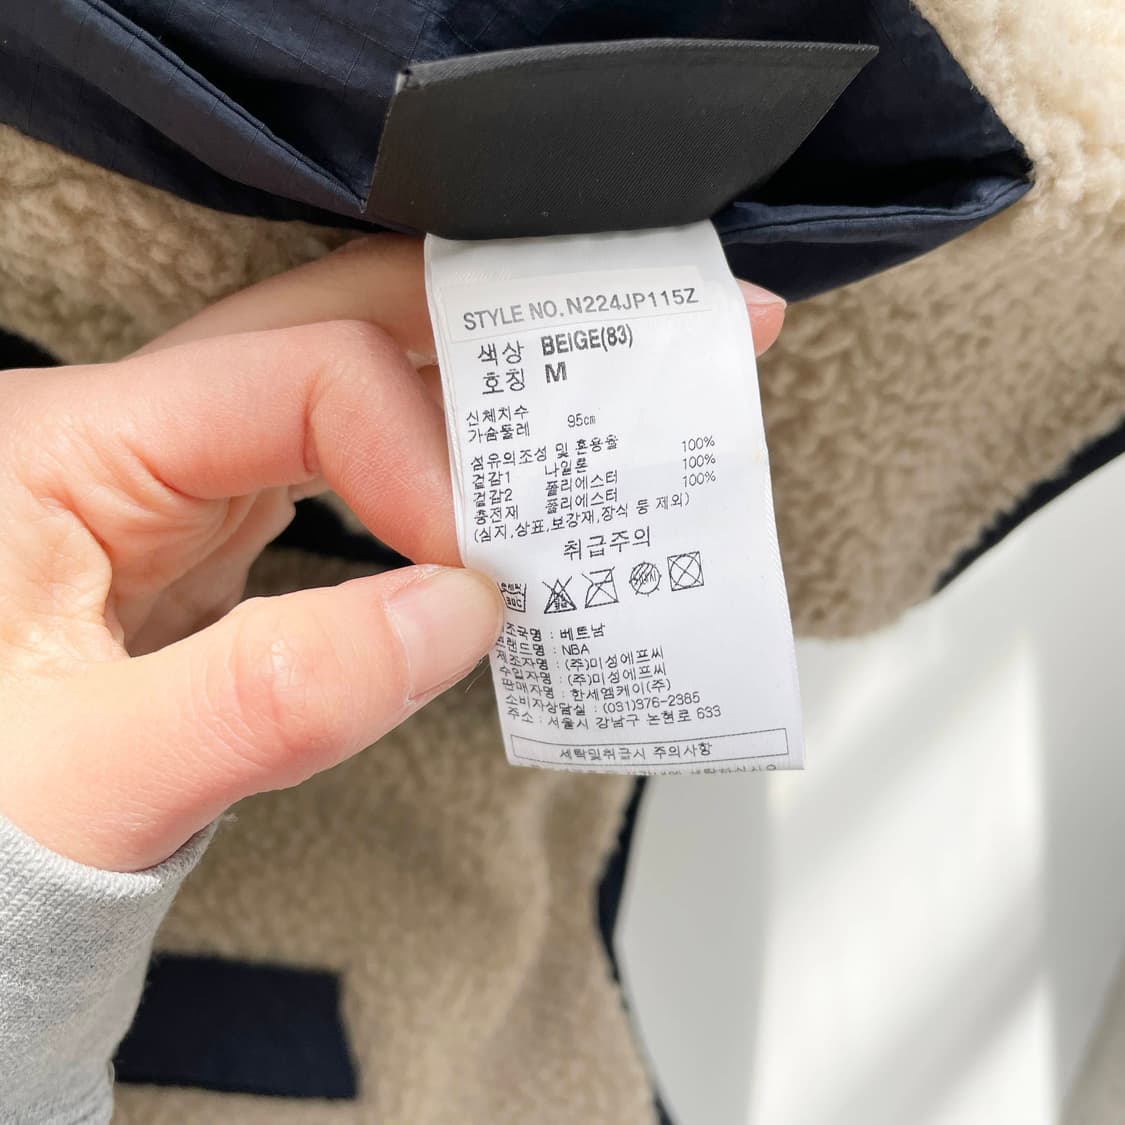 STYLE NO. N224JP115Z
색상 BEIGE(83)
호칭 M
신체치수
가슴둘레 95cm
섬유의조성 및 혼용율
겉감1 나일론 100%
겉감2 폴리에스터 100%
충전재 폴리에스터 100%
(심지,상표,보강재,장식 등 제외)
취급주의
30℃
조국명 : 베트남
랜드명 : NBA
제조자명 : (주)미성에프씨
수입자명 : (주)미성에프씨
판매자명 : 한세엠케이(주)
소비자상담실 : (031)376-2385
주소 : 서울시 강남구 논현로 633
세탁및취급시 주의사항